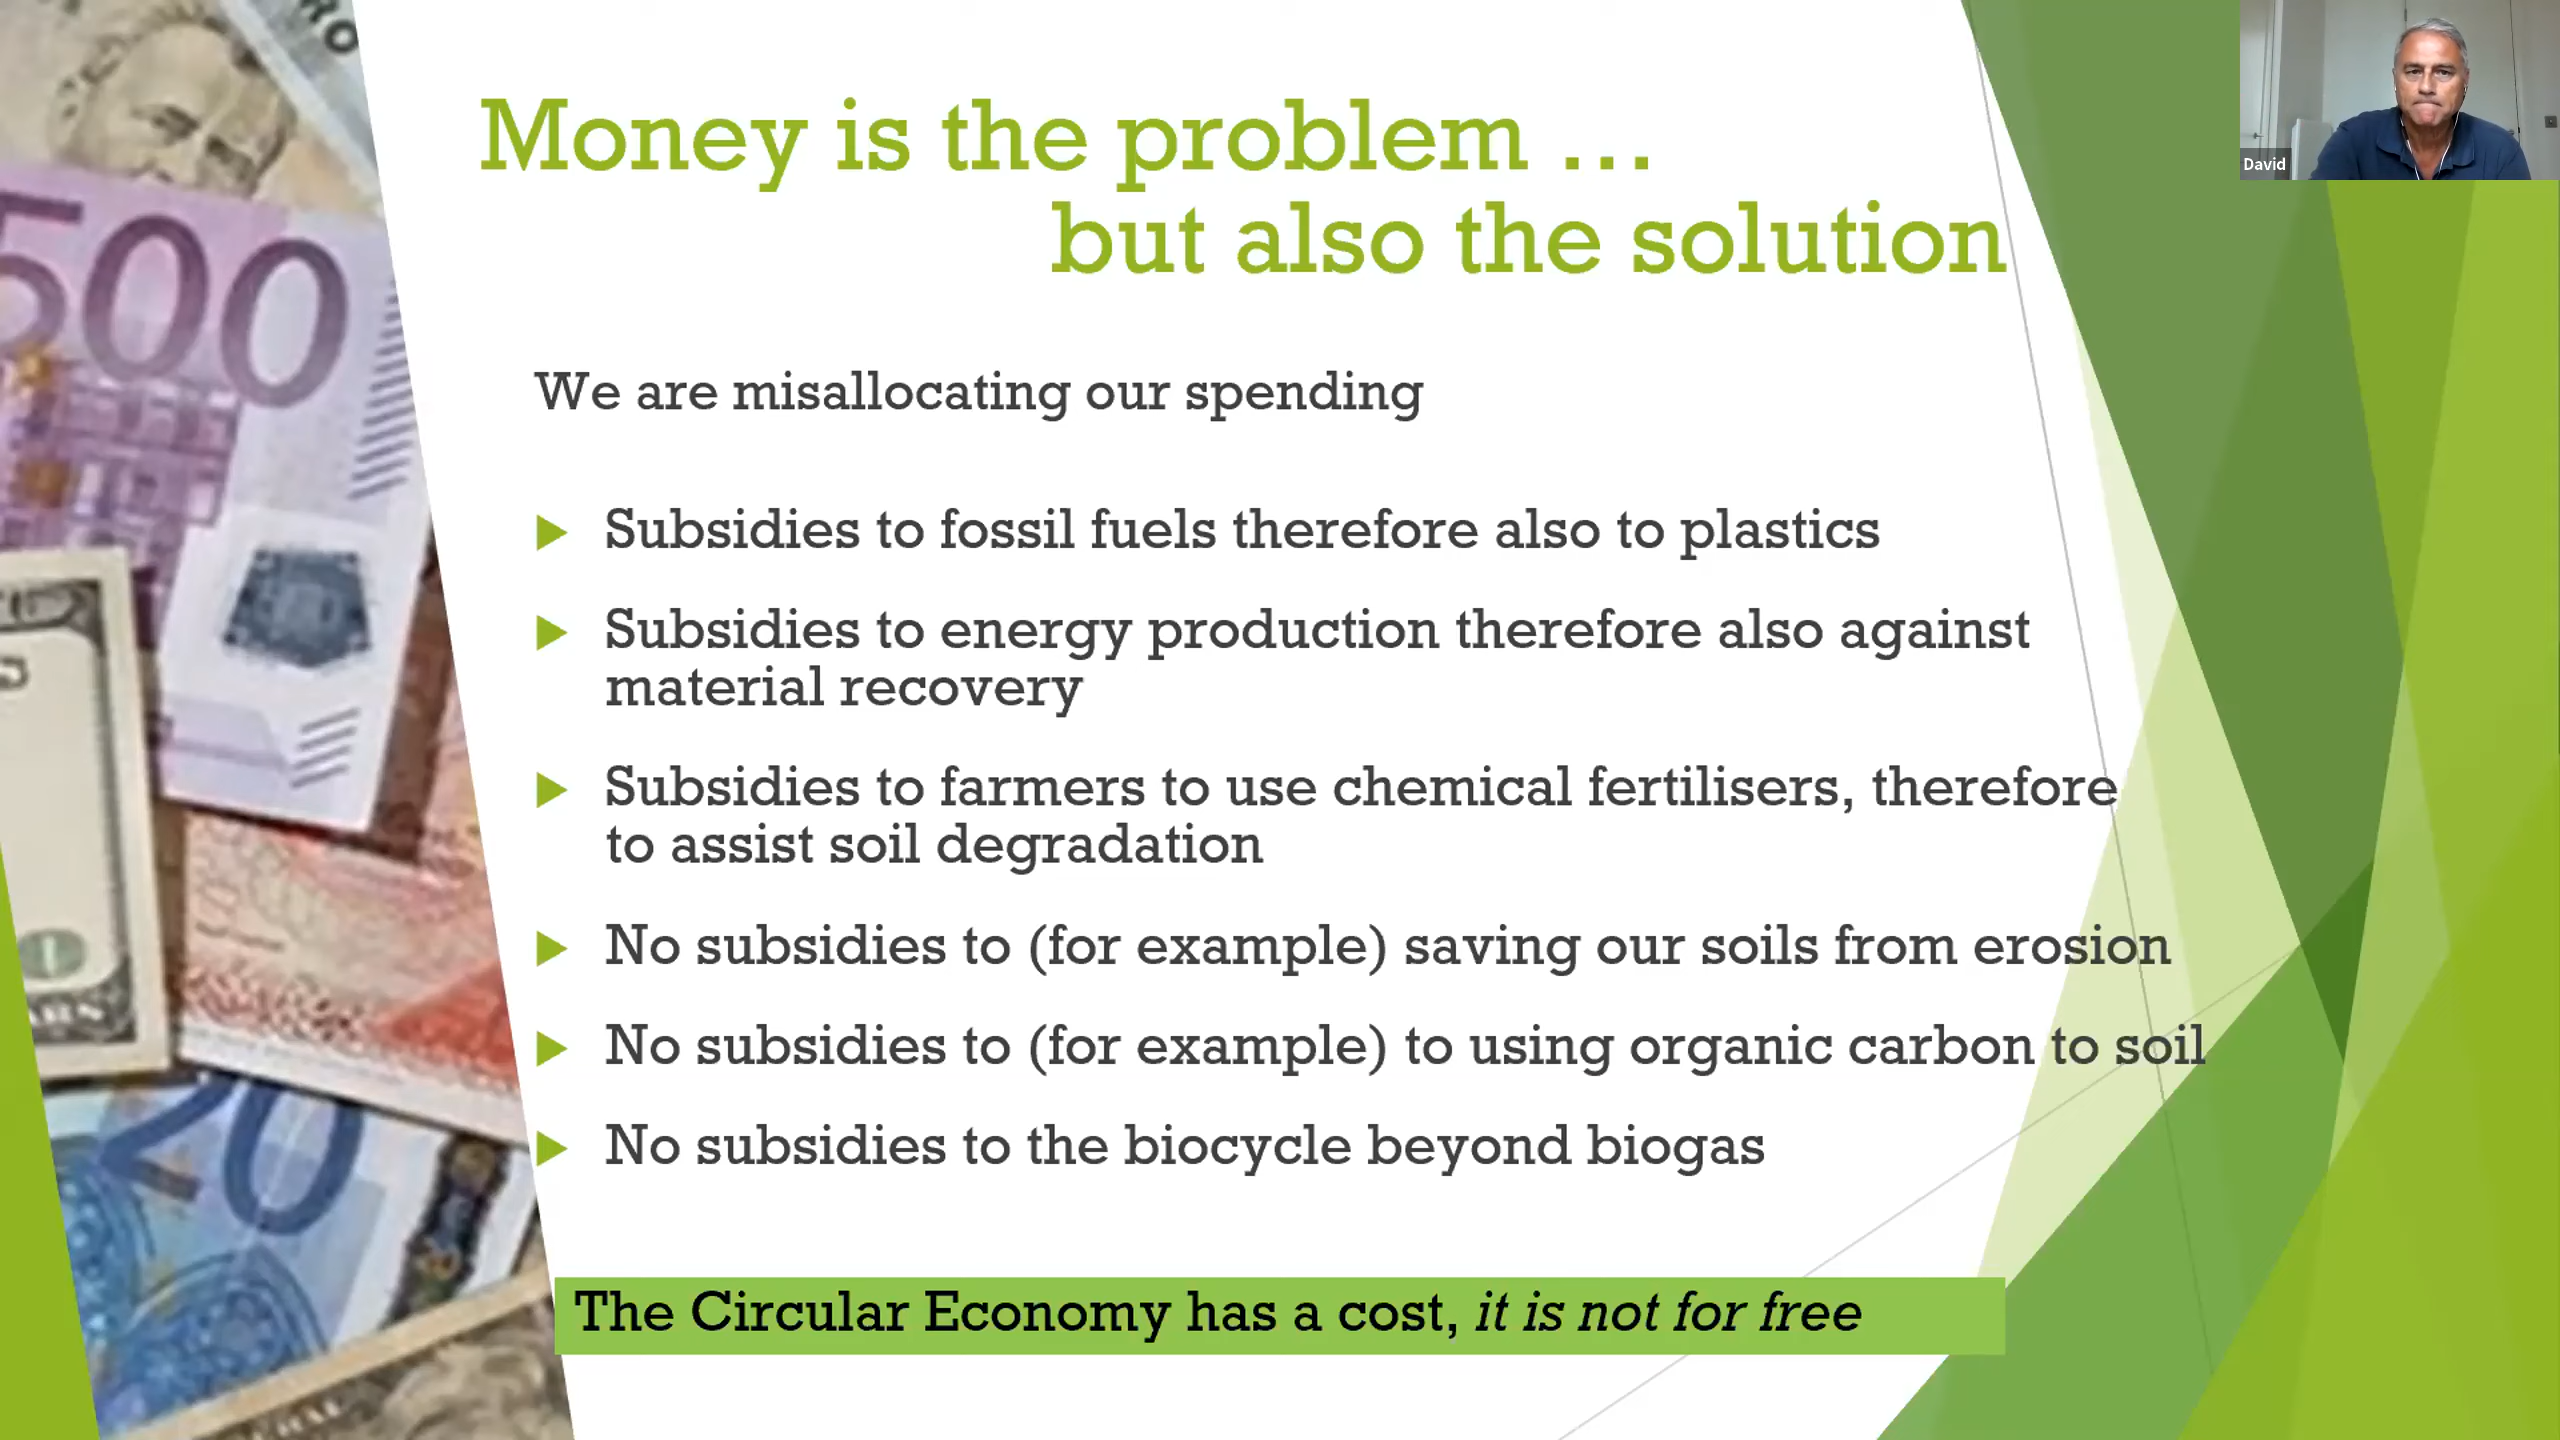 Money is the problem ...
but also the solution
David
We are misallocating our spending
Subsidies to fossil fuels therefore also to plastics
Subsidies to energy production therefore also against
material recovery
Subsidies to farmers to use chemical fertilisers, therefore
to assist soil degradation
No subsidies to (for example) saving our soils from erosion
No subsidies to (for example) to using organic carbon to soil
No subsidies to the biocycle beyond biogas
The Circular Economy has a cost, it is not for free
500
20